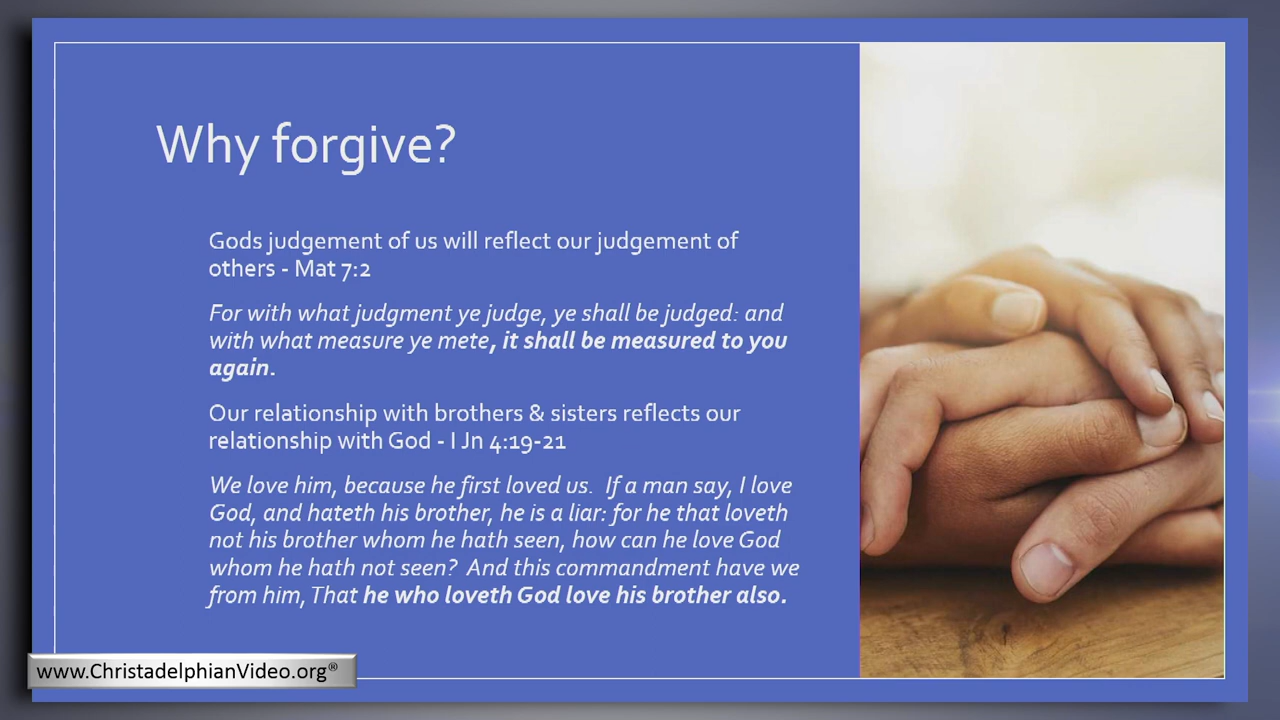 Why forgive?
Gods judgement of us will reflect our judgement of
others - Mat 7:2
For with what judgment ye judge, ye shall be judged: and
with what measure ye mete, it shall be measured to you
again.
Our relationship with brothers & sisters reflects our
relationship with God - I Jn 4:19-21
We love him, because he first loved us.  If a man say, I love
God, and hateth his brother, he is a liar: for he that loveth
not his brother whom he hath seen, how can he love God
whom he hath not seen?  And this commandment have we
from him, That he who loveth God love his brother also.
www.ChristadelphianVideo.org®